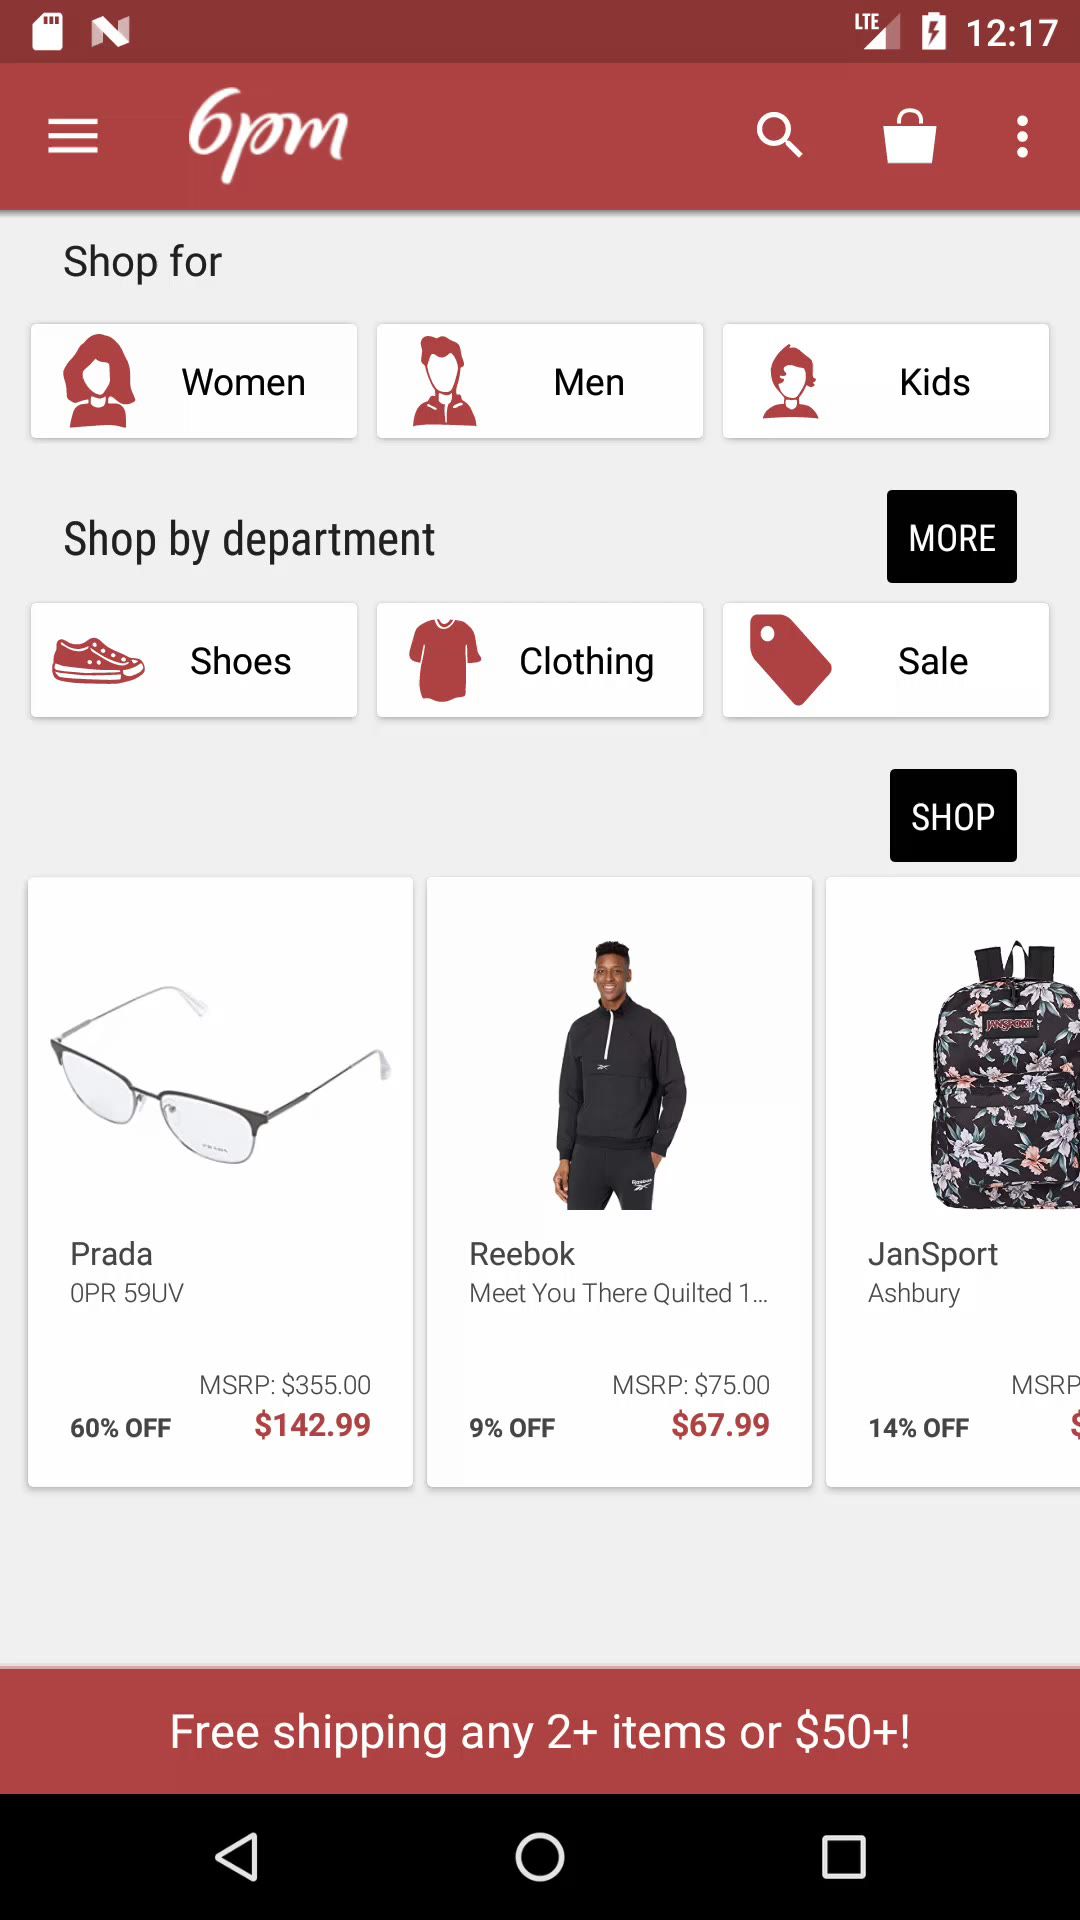 LTE 12:17
6pm
Shop for
Women Men Kids
Shop by department MORE
Shoes Clothing Sale
SHOP
JANSPORT
Reebok
Prada Reebok JanSport
0PR 59UV Meet You There Quilted 1... Ashbury
MSRP: $355.00 MSRP: $75.00 MSRP
60% OFF $142.99 9% OFF $67.99 14% OFF $
Free shipping any 2+ items or $50+!